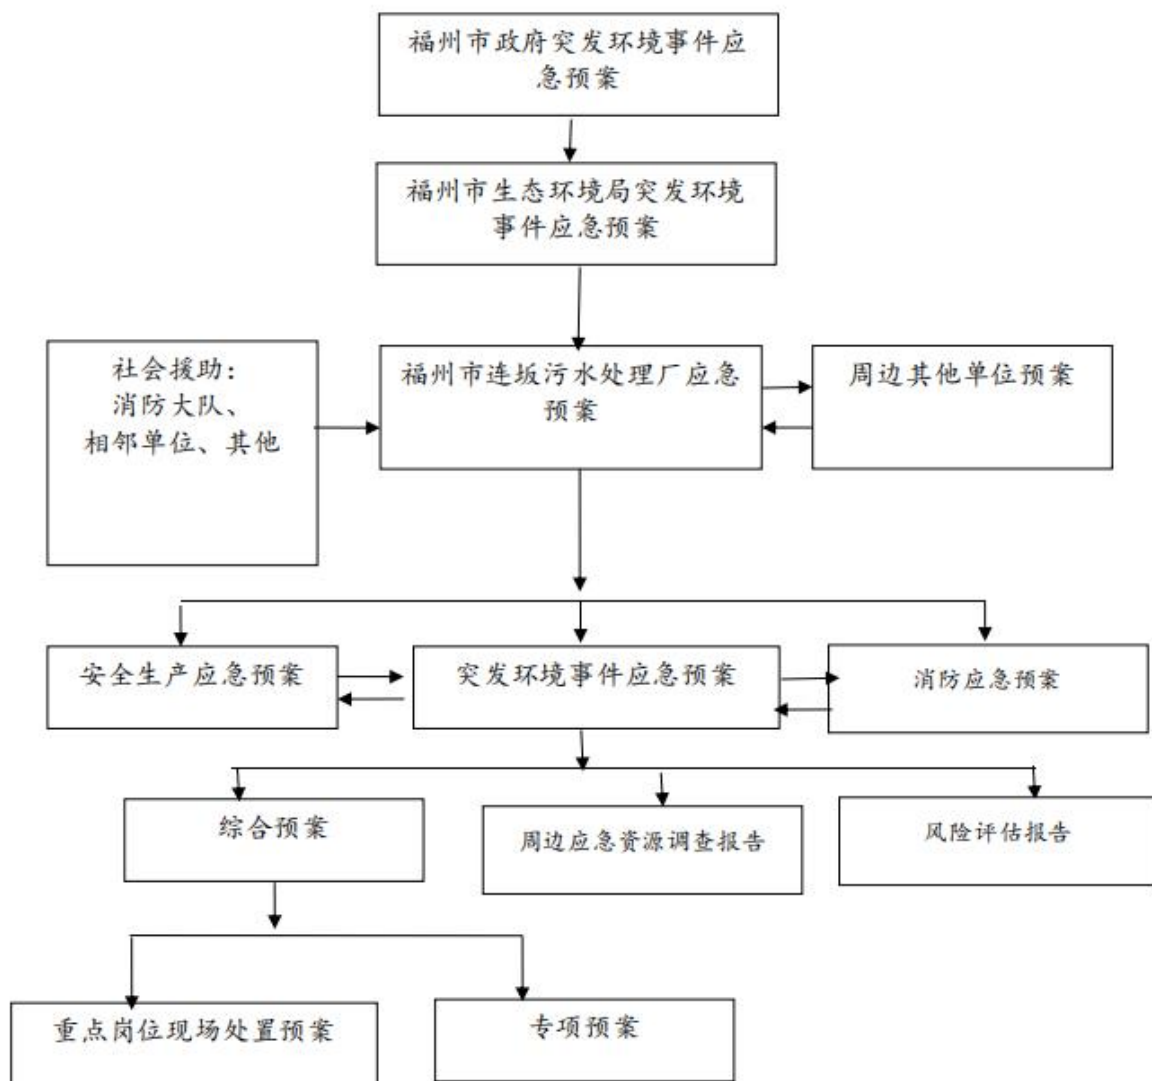 福州市政府突发环境事件应
急预案
福州市生态环境局突发环境
事件应急预案
社会援助：
消防大队、
相邻单位、其他
福州市连坂污水处理厂应急
预案
周边其他单位预案
安全生产应急预案
突发环境事件应急预案
消防应急预案
综合预案
周边应急资源调查报告
风险评估报告
重点岗位现场处置预案
专项预案